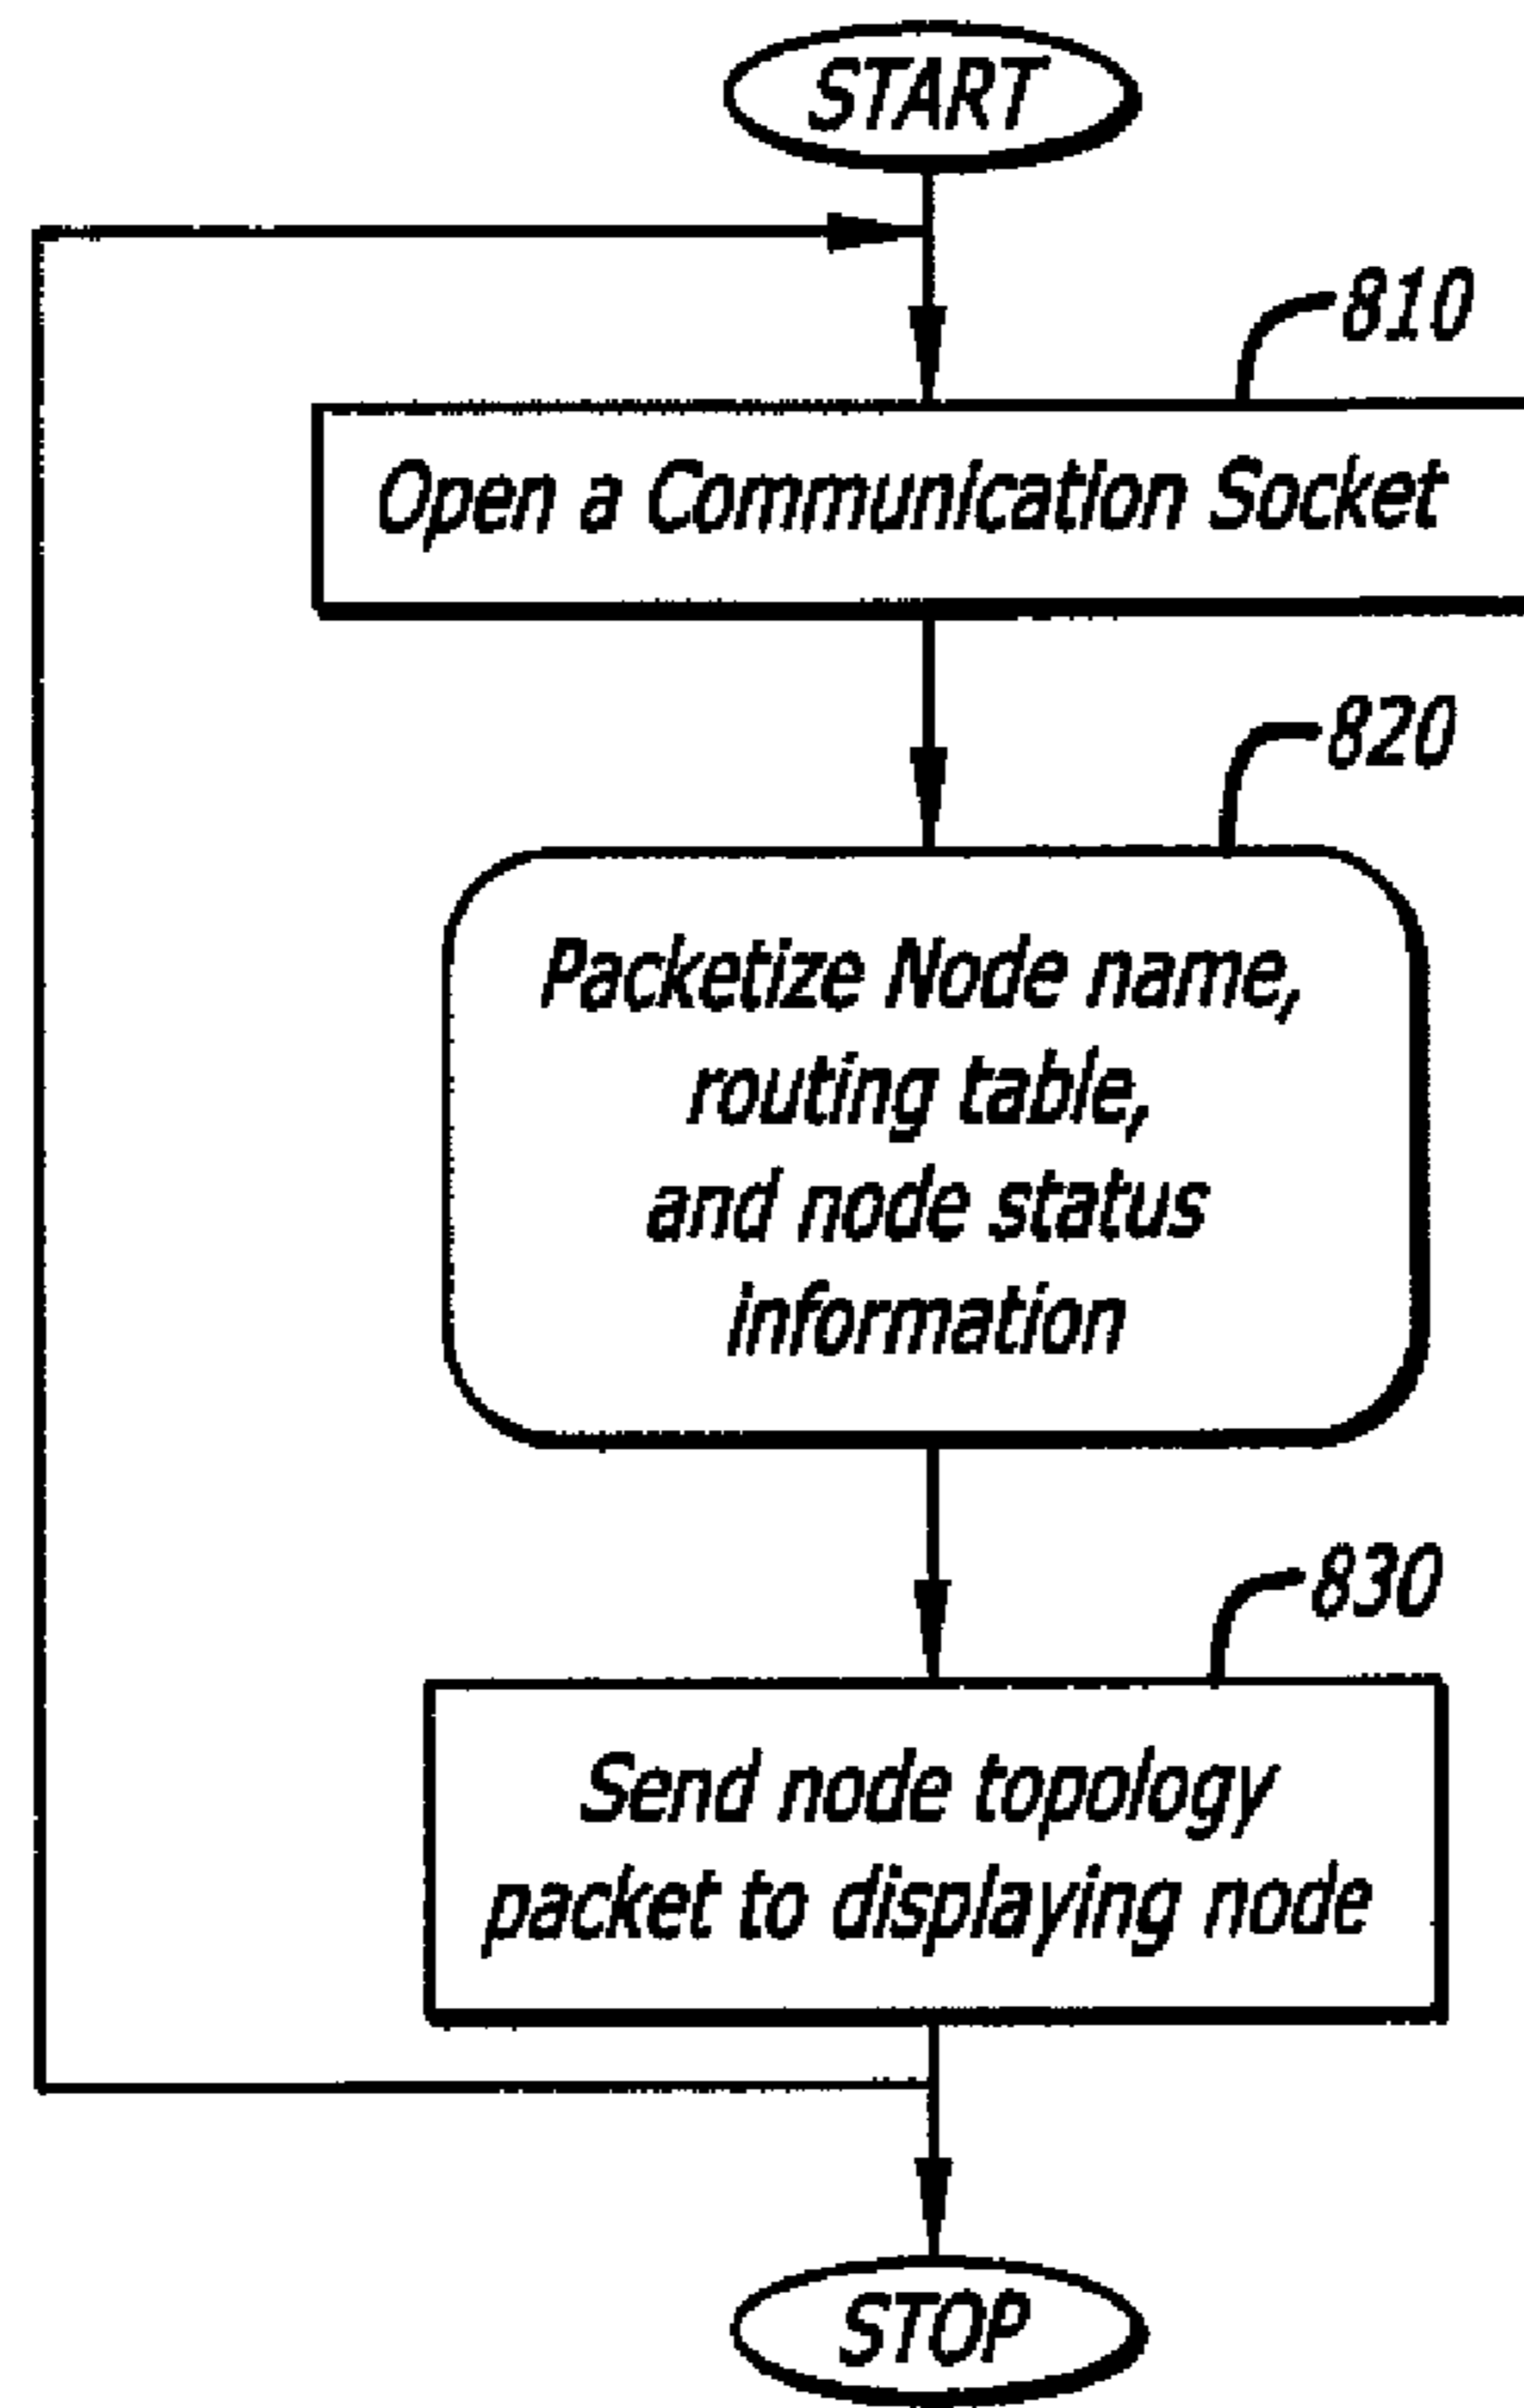 START
810
Open a Communication Socket
820
Packetize Node name,
routing table,
and node status
information
830
Send node topology
packet to displaying node
STOP